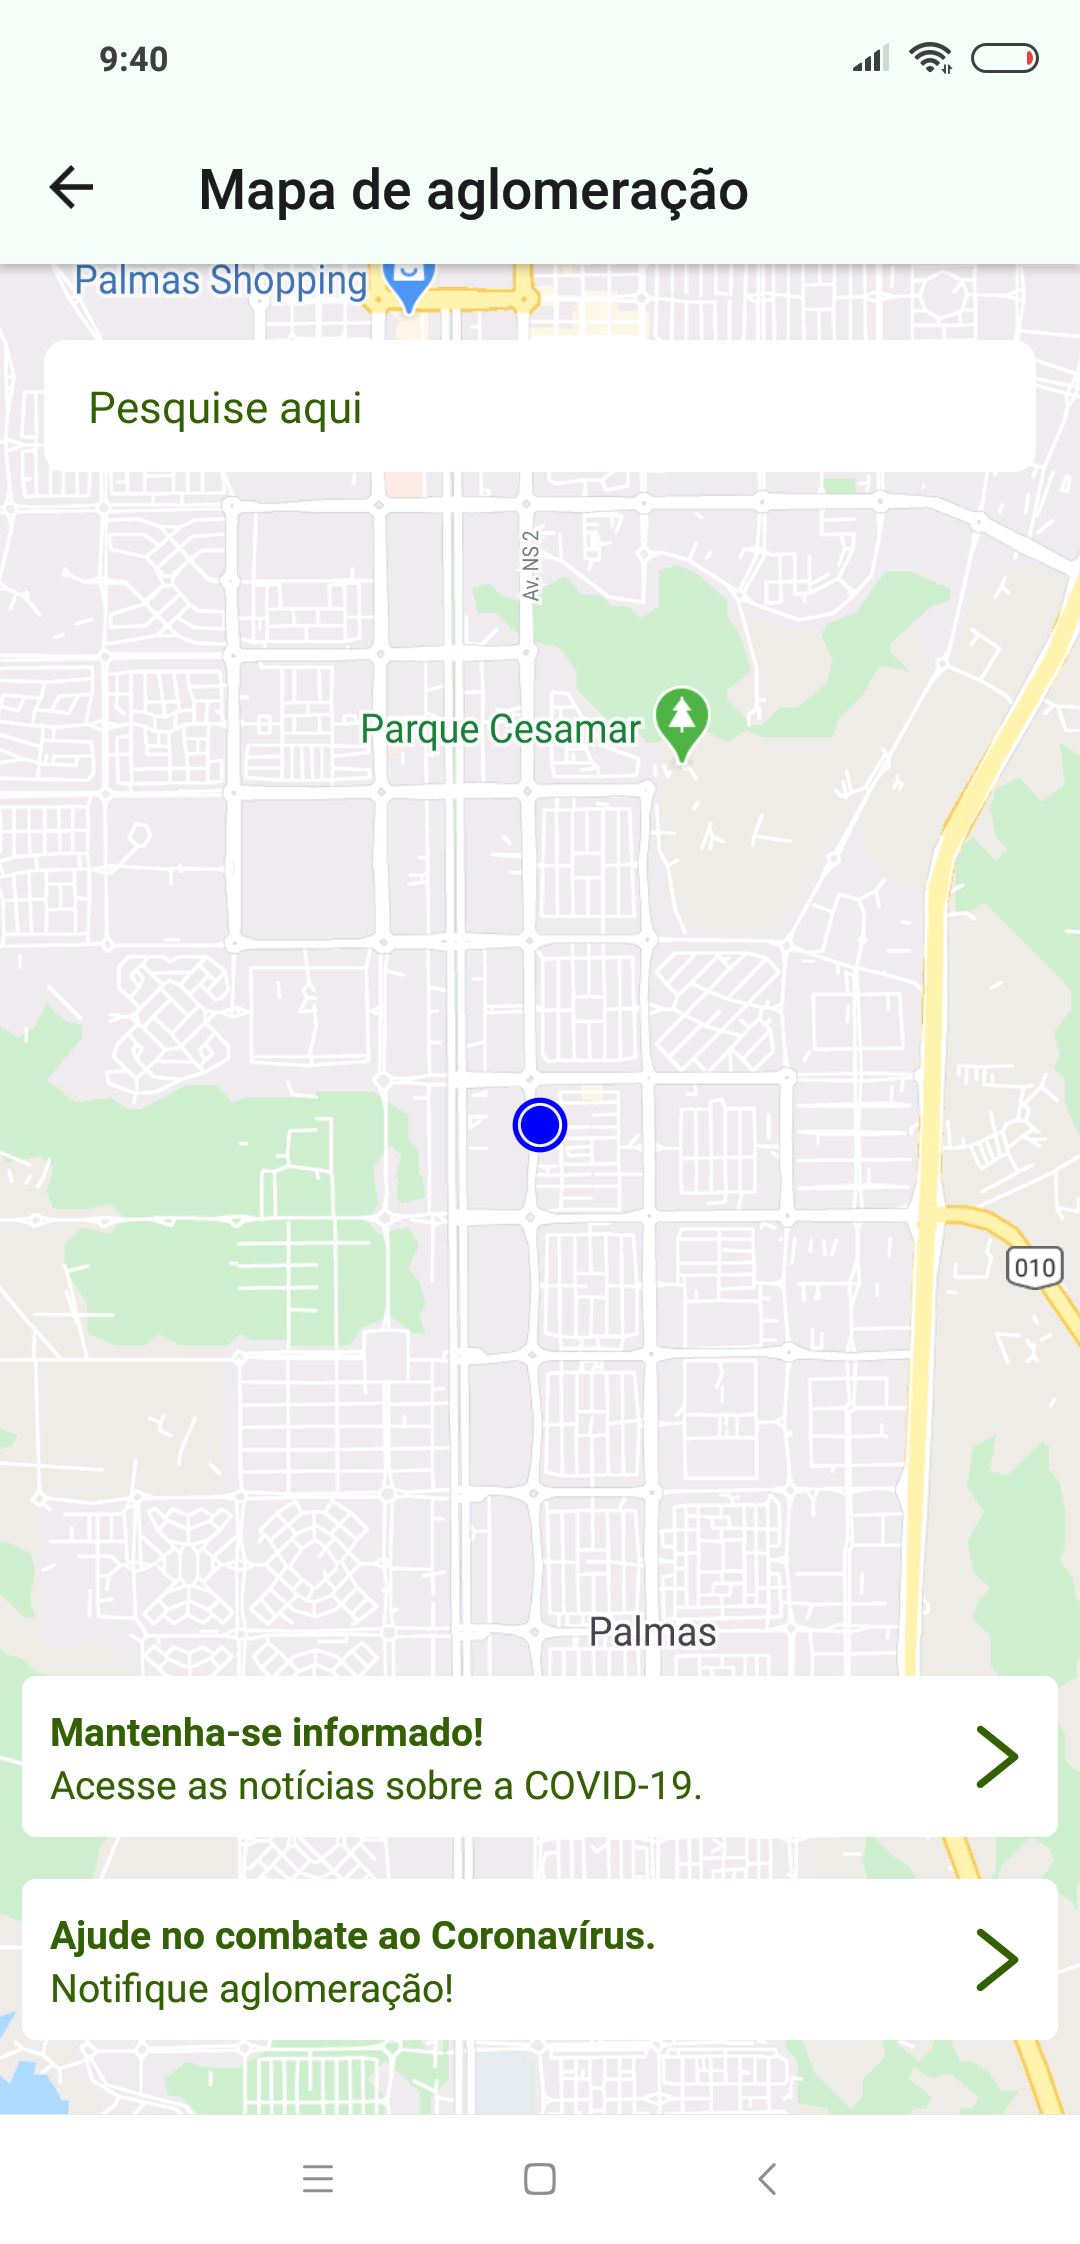 9:40
Mapa de aglomeração
Palmas Shopping
Pesquise aqui
Av. NS 2
Parque Cesamar
010
Palmas
Mantenha-se informado!
Acesse as notícias sobre a COVID-19.
Ajude no combate ao Coronavírus.
Notifique aglomeração!